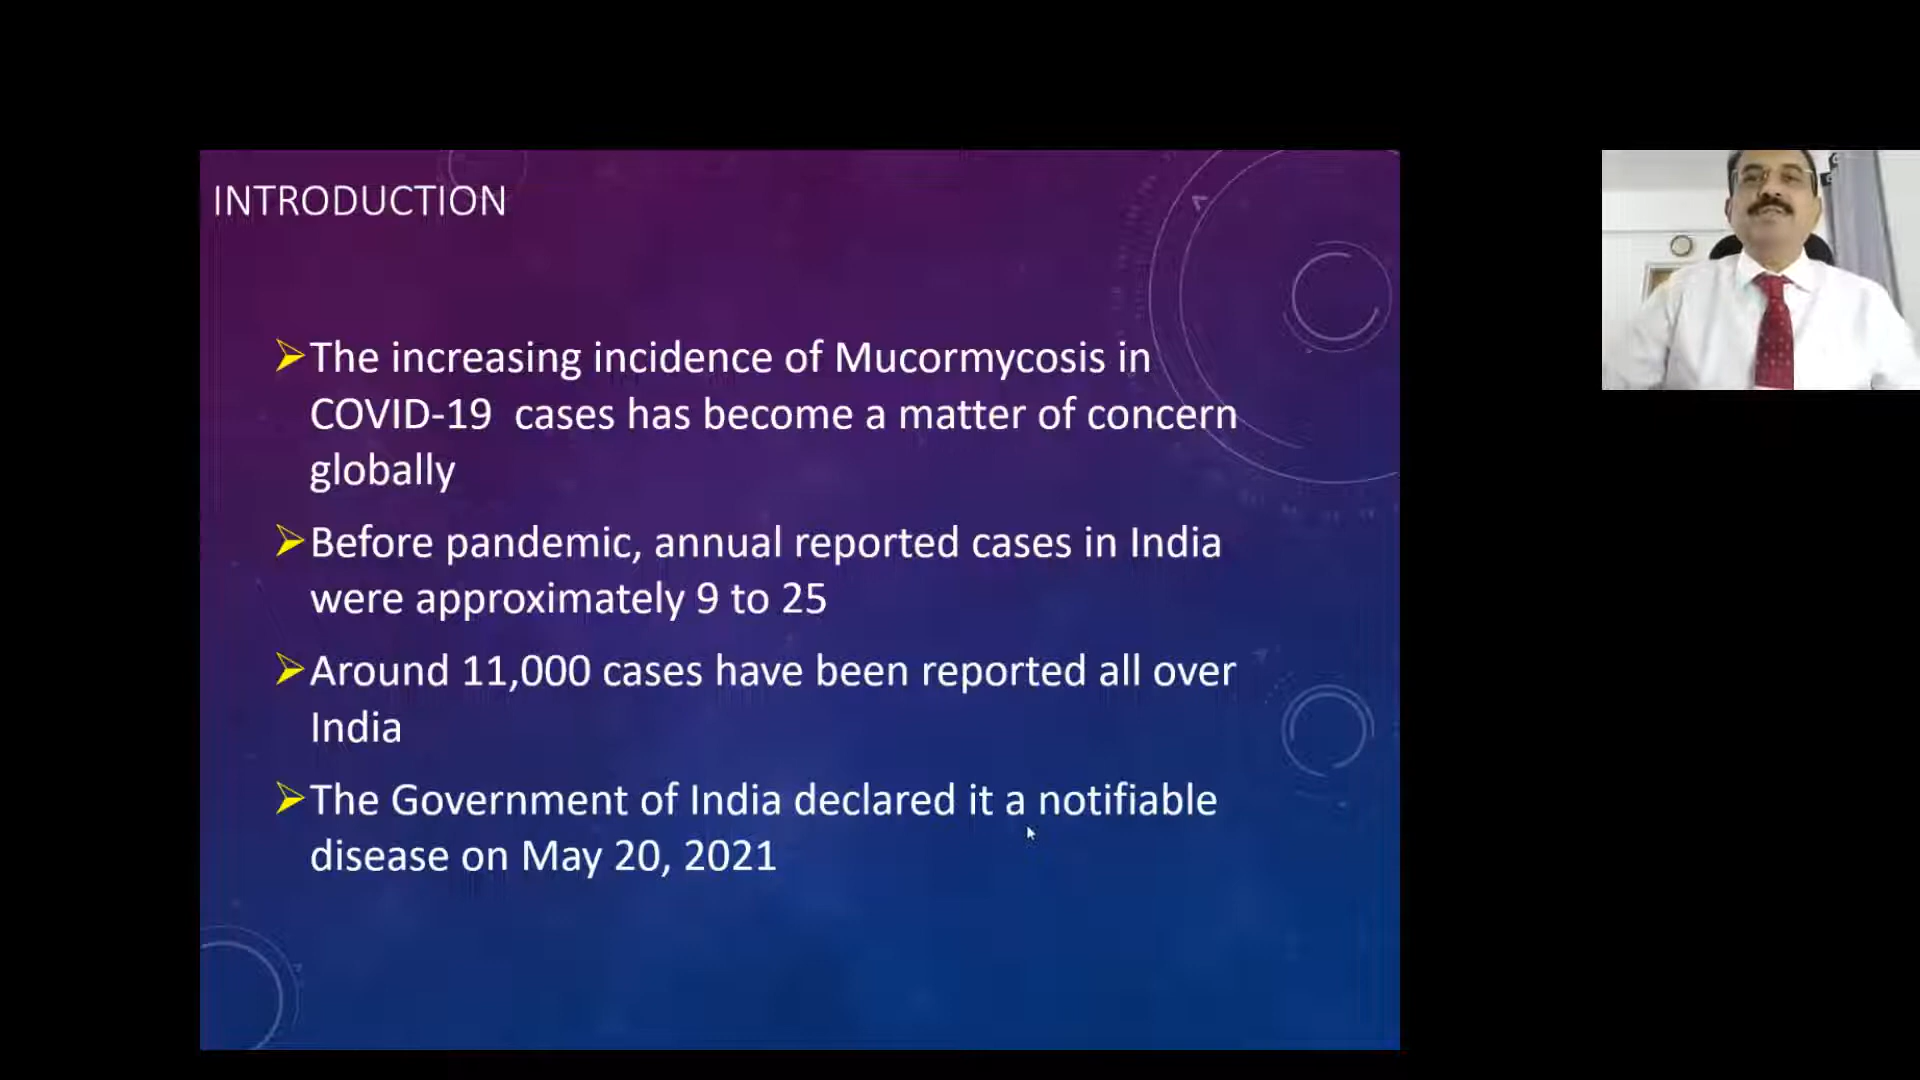 INTRODUCTION
The increasing incidence of Mucormycosis in
COVID-19 cases has become a matter of concern
globally
Before pandemic, annual reported cases in India
were approximately 9 to 25
Around 11,000 cases have been reported all over
India
The Government of India declared it a notifiable
disease on May 20, 2021